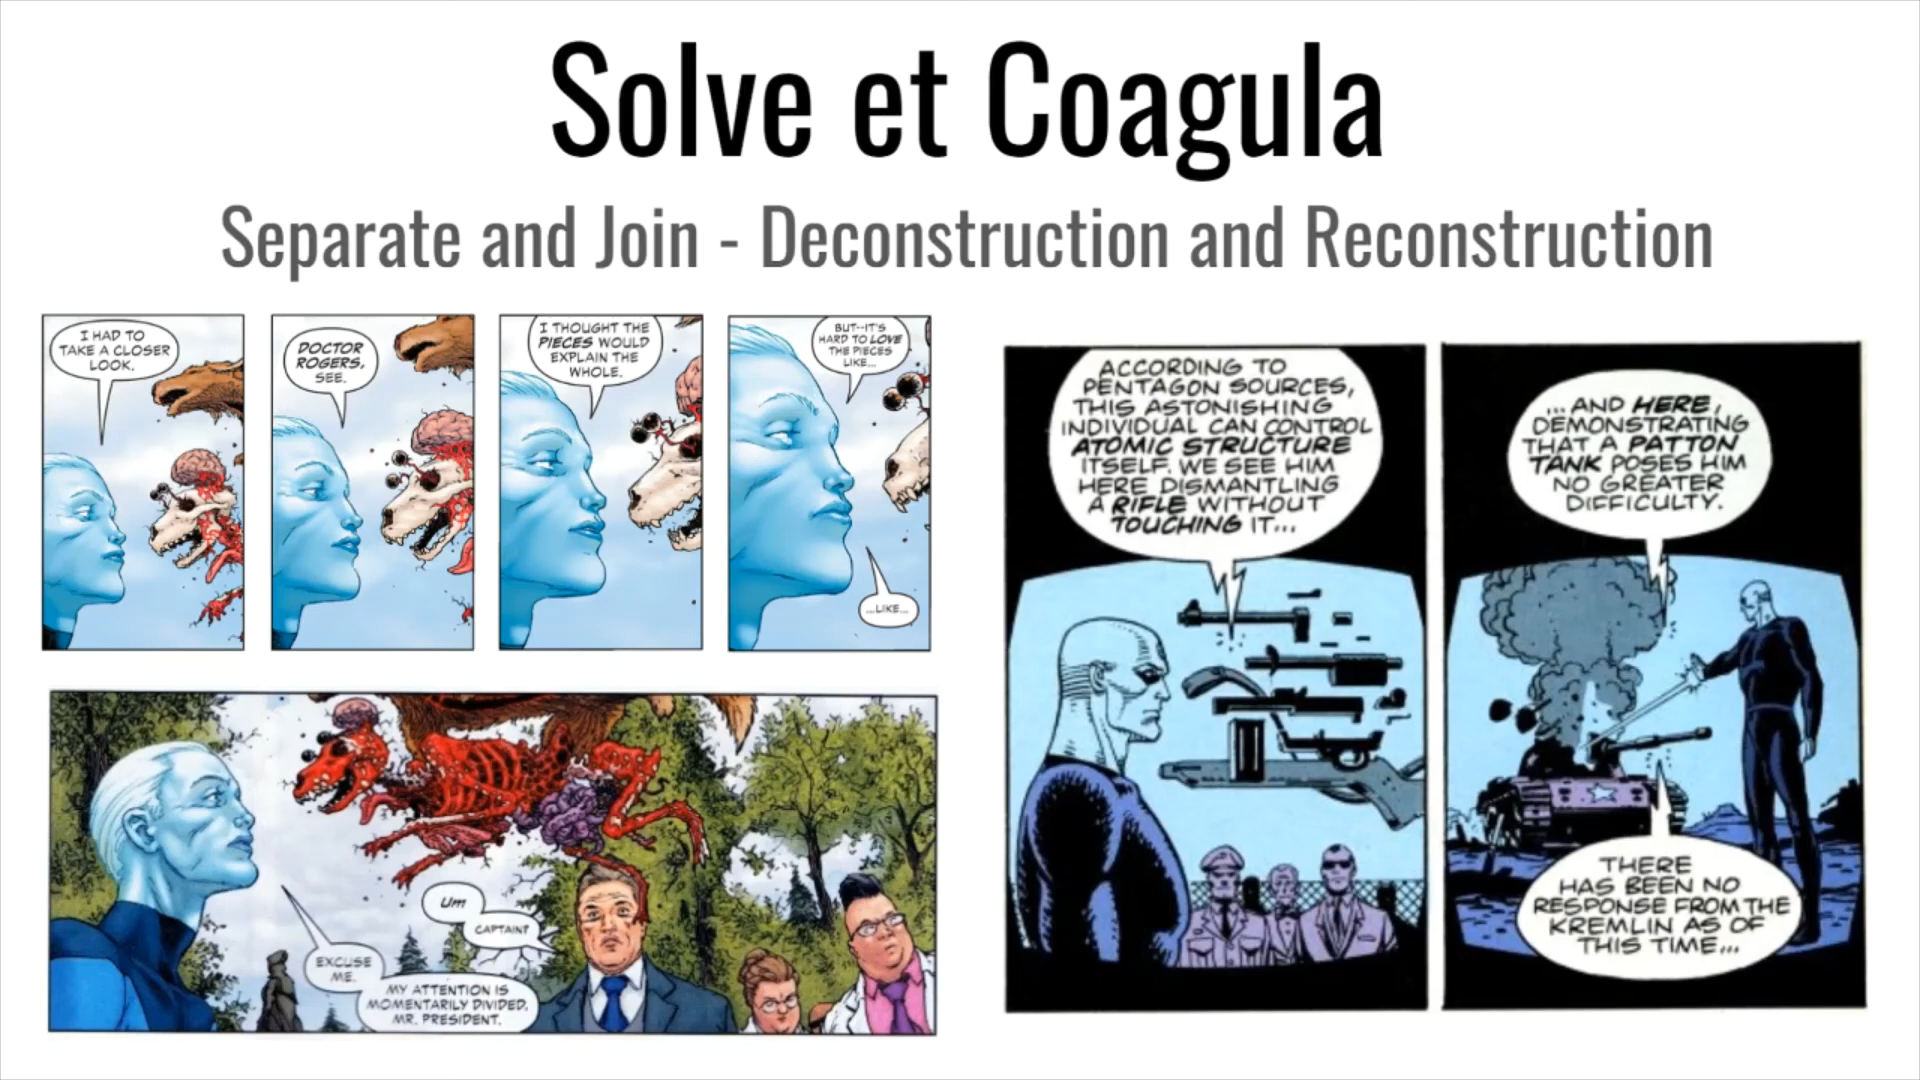 Solve et Coagula
Separate and Join - Deconstruction and Reconstruction
I HAD TO
TAKE A CLOSER
LOOK.
DOCTOR
ROGERS,
SEE.
I THOUGHT THE
PIECES WOULD
EXPLAIN THE
WHOLE.
BUT--IT'S
HARD TO LOVE
THE PIECES
LIKE...
...LIKE...
Um
CAPTAIN?
EXCUSE
ME.
MY ATTENTION IS
MOMENTARILY DIVIDED,
MR. PRESIDENT.
ACCORDING TO
PENTAGON SOURCES,
THIS ASTONISHING
INDIVIDUAL CAN CONTROL
ATOMIC STRUCTURE
ITSELF. WE SEE HIM
HERE DISMANTLING
A RIFLE WITHOUT
TOUCHING IT...
...AND HERE,
DEMONSTRATING
THAT A PATTON
TANK POSES HIM
NO GREATER
DIFFICULTY.
THERE
HAS BEEN NO
RESPONSE FROM THE
KREMLIN AS OF
THIS TIME...